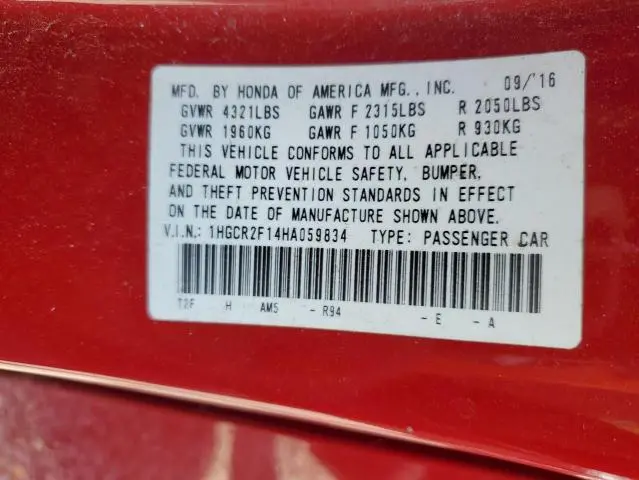 MFD. BY HONDA OF AMERICA MFG., INC. 09/'16
GVWR 4321LBS GAWR F 2315LBS R 2050LBS
GVWR 1960KG GAWR F 1050KG R 930KG
THIS VEHICLE CONFORMS TO ALL APPLICABLE
FEDERAL MOTOR VEHICLE SAFETY, BUMPER,
AND THEFT PREVENTION STANDARDS IN EFFECT
ON THE DATE OF MANUFACTURE SHOWN ABOVE.
V.I.N.: 1HGCR2F14HA059834 TYPE: PASSENGER CAR
T2F H AM5 - R94 - E - A